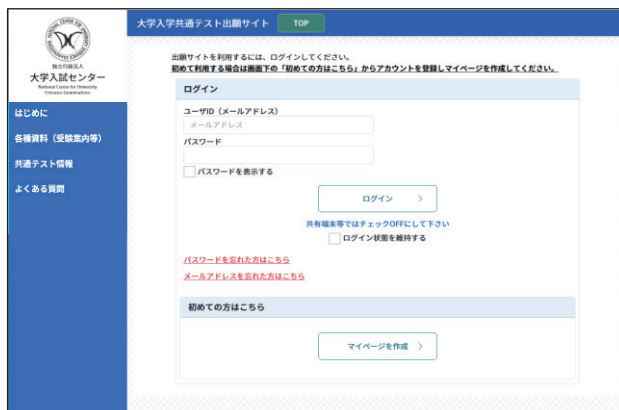 大学入学共通テスト出願サイト
TOP
独立行政法人
大学入試センター
National Center for University
Entrance Examinations
はじめに
各種資料（受験案内等）
共通テスト情報
よくある質問
出願サイトを利用するには、ログインしてください。
初めて利用する場合は画面下の「初めての方はこちら」からアカウントを登録しマイページを作成してください。
ログイン
ユーザID（メールアドレス）
メールアドレス
パスワード
パスワードを表示する
ログイン
共有端末等ではチェックOFFにして下さい
ログイン状態を維持する
パスワードを忘れた方はこちら
メールアドレスを忘れた方はこちら
初めての方はこちら
マイページを作成